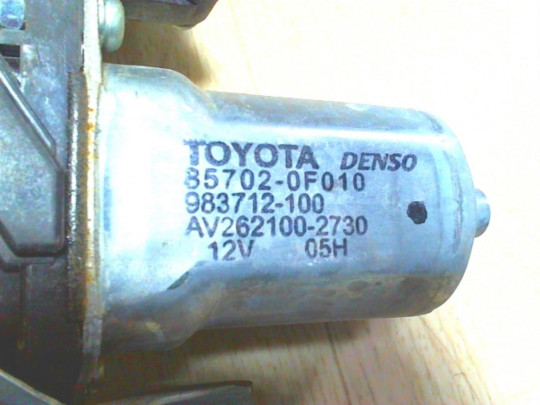 TOYOTA DENSO
85702-0F010
983712-100
AV262100-2730
12V 05H